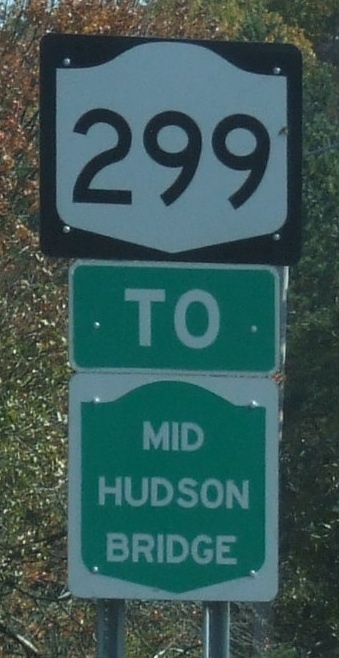 299
TO
MID
HUDSON
BRIDGE